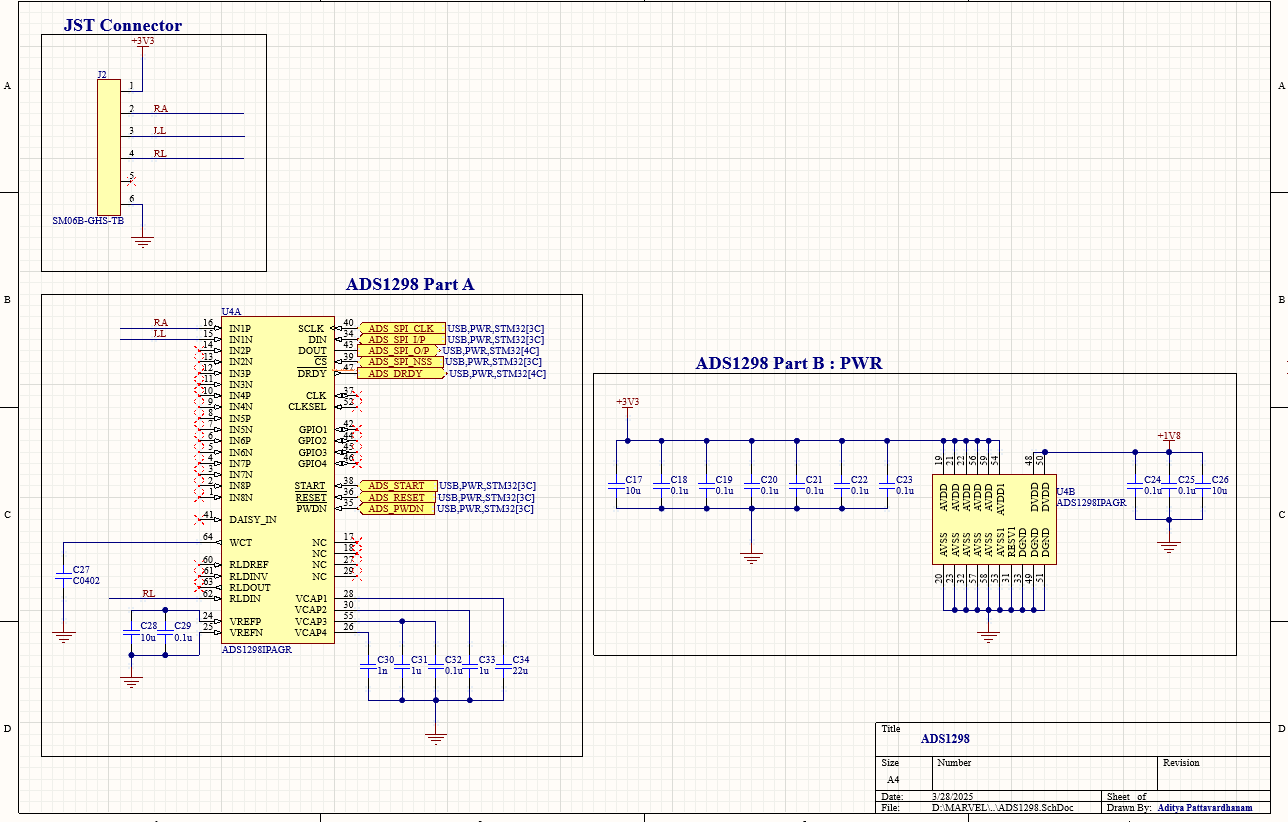 JST Connector
+3V3
J2
1
2 RA
3 LL
4 RL
5
6
SM06B-GHS-TB
A
A
B
B
C
C
D
D
ADS1298 Part A
U4A
RA 16 IN1P
LL 15 IN1N
14 IN2P
13 IN2N
12 IN3P
11 IN3N
10 IN4P
9 IN4N
8 IN5P
7 IN5N
6 IN6P
5 IN6N
4 IN7P
3 IN7N
2 IN8P
1 IN8N
41 DAISY_IN
64 WCT
60 RLDREF
61 RLDINV
63 RLDOUT
RL 62 RLDIN
24 VREFP
25 VREFN
SCLK 40 ADS_SPI_CLK USB,PWR,STM32[3C]
DIN 34 ADS_SPI_I/P USB,PWR,STM32[3C]
DOUT 43 ADS_SPI_O/P USB,PWR,STM32[4C]
CS 39 ADS_SPI_NSS USB,PWR,STM32[3C]
DRDY 47 ADS_DRDY USB,PWR,STM32[4C]
CLK 37
CLKSEL 52
GPIO1 42
GPIO2 44
GPIO3 45
GPIO4 46
START 38 ADS_START USB,PWR,STM32[3C]
RESET 36 ADS_RESET USB,PWR,STM32[3C]
PWDN 35 ADS_PWDN USB,PWR,STM32[3C]
NC 17
NC 18
NC 27
NC 29
VCAP1 28
VCAP2 30
VCAP3 55
VCAP4 26
ADS1298IPAGR
C27
C0402
C28
10u
C29
0.1u
C30
1n
C31
1u
C32
0.1u
C33
1u
C34
22u
ADS1298 Part B : PWR
+3V3
+1V8
C17
10u
C18
0.1u
C19
0.1u
C20
0.1u
C21
0.1u
C22
0.1u
C23
0.1u
19 21 22 56 59 54 48 50
AVDD AVDD AVDD AVDD AVDD AVDD1 DVDD DVDD
U4B
ADS1298IPAGR
AVSS AVSS AVSS AVSS AVSS AVSS1 RESV1 DGND DGND DGND
20 23 32 57 58 53 31 33 49 51
C24
0.1u
C25
0.1u
C26
10u
Title
ADS1298
Size
A4
Number
Revision
Date: 3/28/2025
Sheet of
File: D:\MARVEL\..\ADS1298.SchDoc
Drawn By: Aditya Pattavardhanam